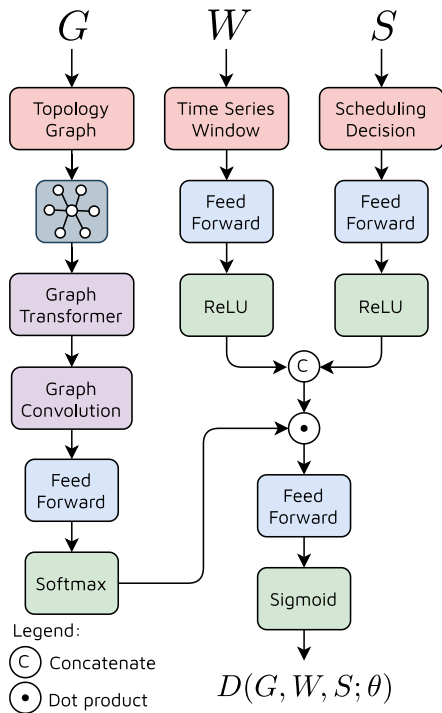 G W S
Topology
Graph
Time Series
Window
Scheduling
Decision
Feed
Forward
Feed
Forward
Graph
Transformer
ReLU
ReLU
C
Graph
Convolution
Feed
Forward
Feed
Forward
Softmax
Sigmoid
Legend:
C Concatenate
Dot product
D(G, W, S; θ)